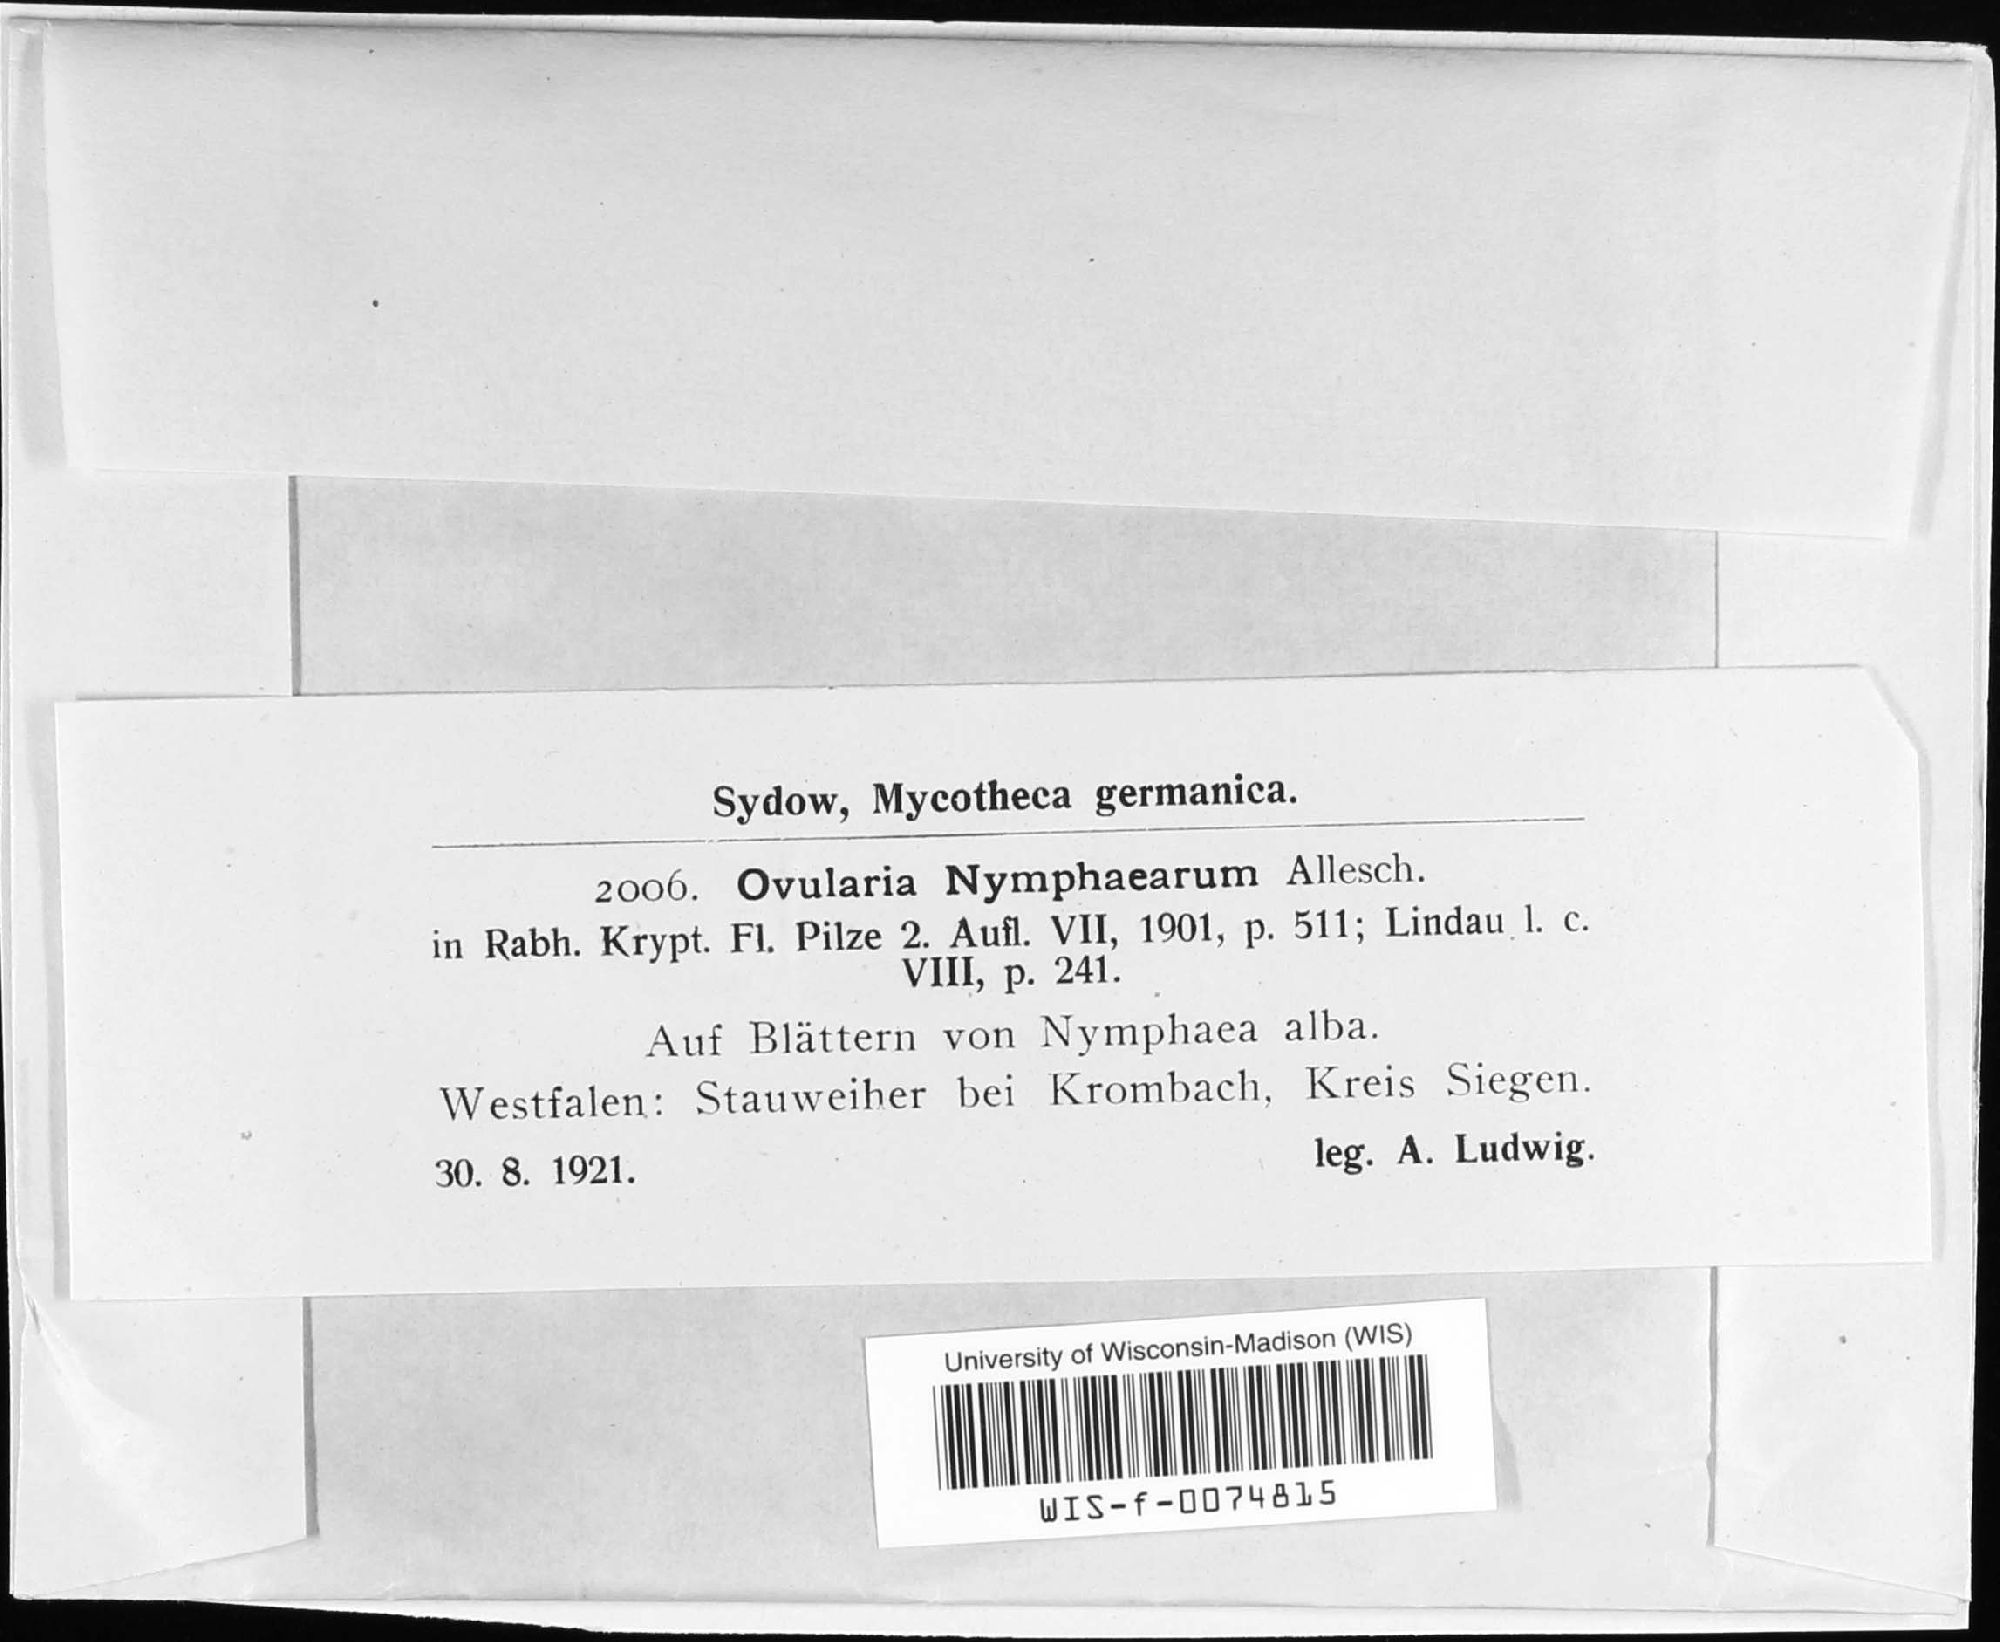 Sydow, Mycotheca germanica.
2006. Ovularia Nymphaearum Allesch.
in Rabh. Krypt. Fl. Pilze 2. Aufl. VII, 1901, p. 511; Lindau l. c.
VIII, p. 241.
Auf Blättern von Nymphaea alba.
Westfalen: Stauweiher bei Krombach, Kreis Siegen.
30. 8. 1921. leg. A. Ludwig.
University of Wisconsin-Madison (WIS)
WIS-f-0074815